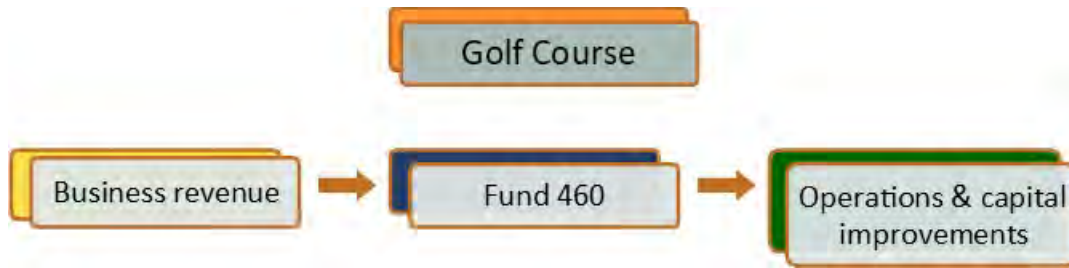 Golf Course
Business revenue
Fund 460
Operations & capital
improvements